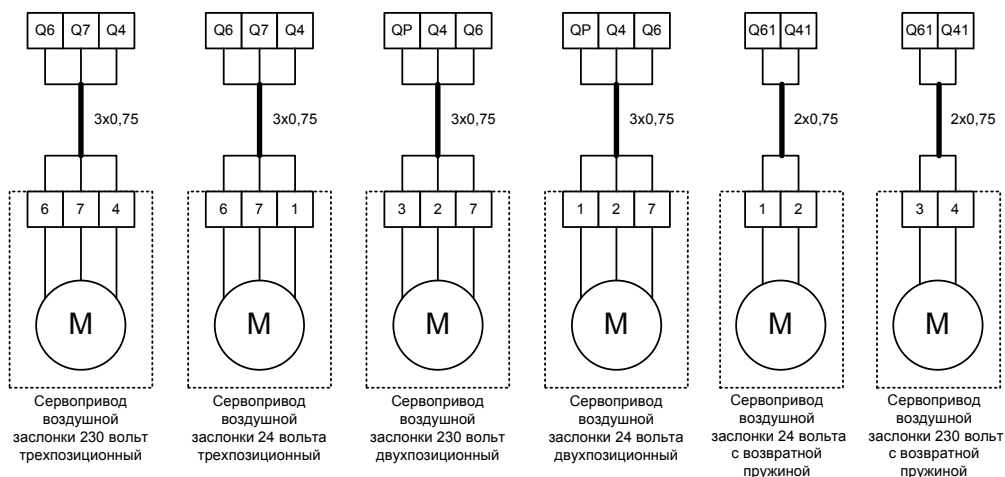 Q6 Q7 Q4
Q6 Q7 Q4
QP Q4 Q6
QP Q4 Q6
Q61 Q41
Q61 Q41
3x0,75
3x0,75
3x0,75
3x0,75
2x0,75
2x0,75
6 7 4
6 7 1
3 2 7
1 2 7
1 2
3 4
M
M
M
M
M
M
Сервопривод
воздушной
заслонки 230 вольт
трехпозиционный
Сервопривод
воздушной
заслонки 24 вольта
трехпозиционный
Сервопривод
воздушной
заслонки 230 вольт
двухпозиционный
Сервопривод
воздушной
заслонки 24 вольта
двухпозиционный
Сервопривод
воздушной
заслонки 24 вольта
с возвратной
пружиной
Сервопривод
воздушной
заслонки 230 вольт
с возвратной
пружиной